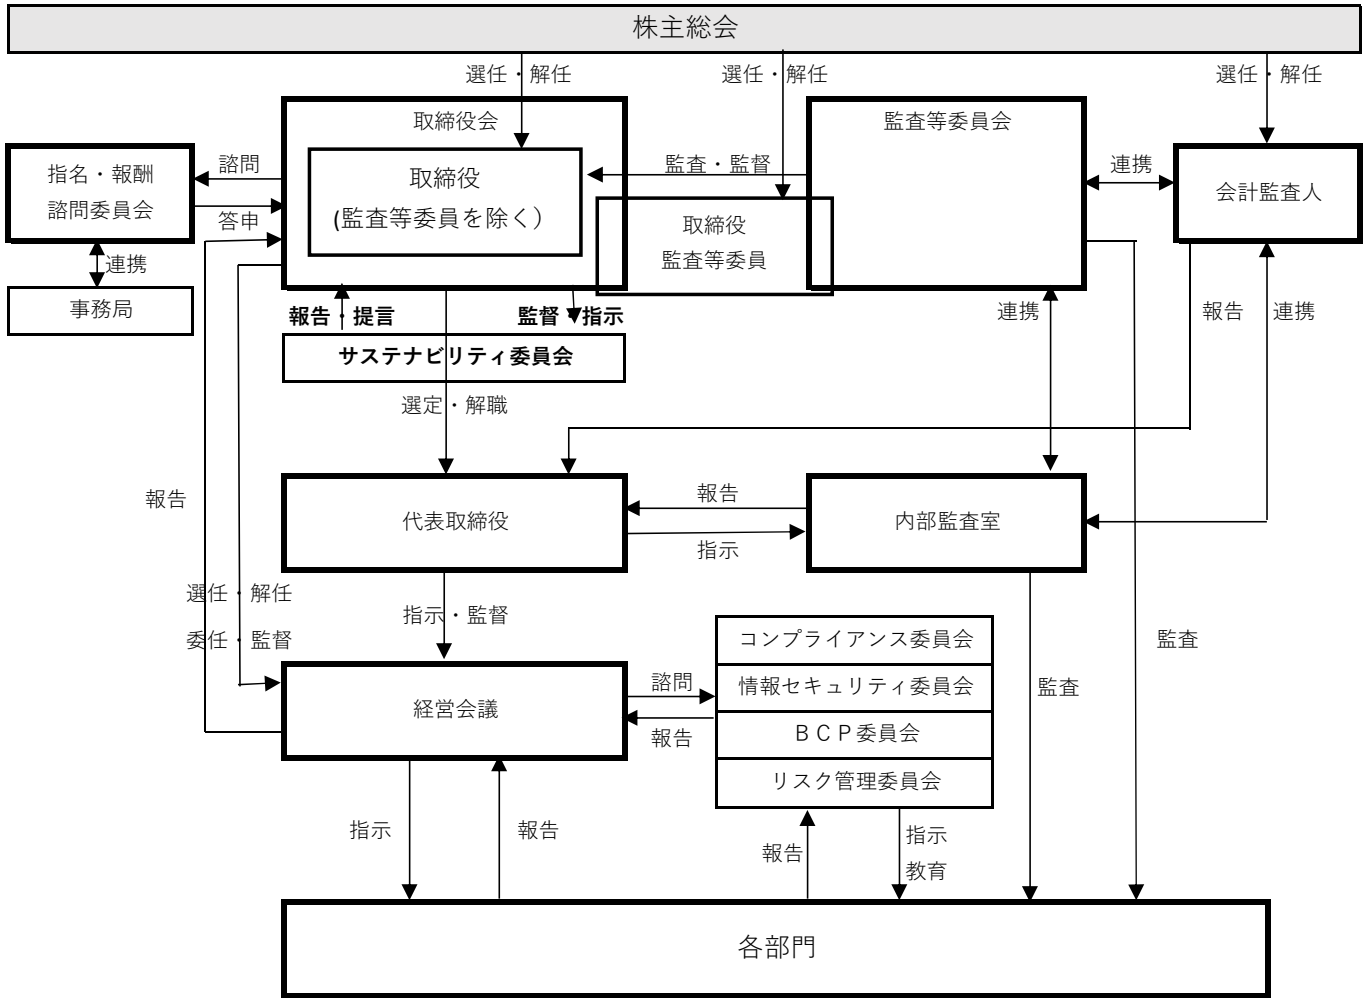 株主総会
選任・解任
選任・解任
選任・解任
取締役会
監査等委員会
取締役
(監査等委員を除く）
監査・監督
取締役
監査等委員
指名・報酬
諮問委員会
諮問
答申
連携
事務局
連携
会計監査人
報告・提言
監督・指示
サステナビリティ委員会
連携
報告
連携
選定・解職
代表取締役
報告
指示
内部監査室
報告
選任・解任
委任・監督
指示・監督
経営会議
諮問
報告
コンプライアンス委員会
情報セキュリティ委員会
ＢＣＰ委員会
リスク管理委員会
監査
監査
指示
報告
報告
指示
教育
各部門